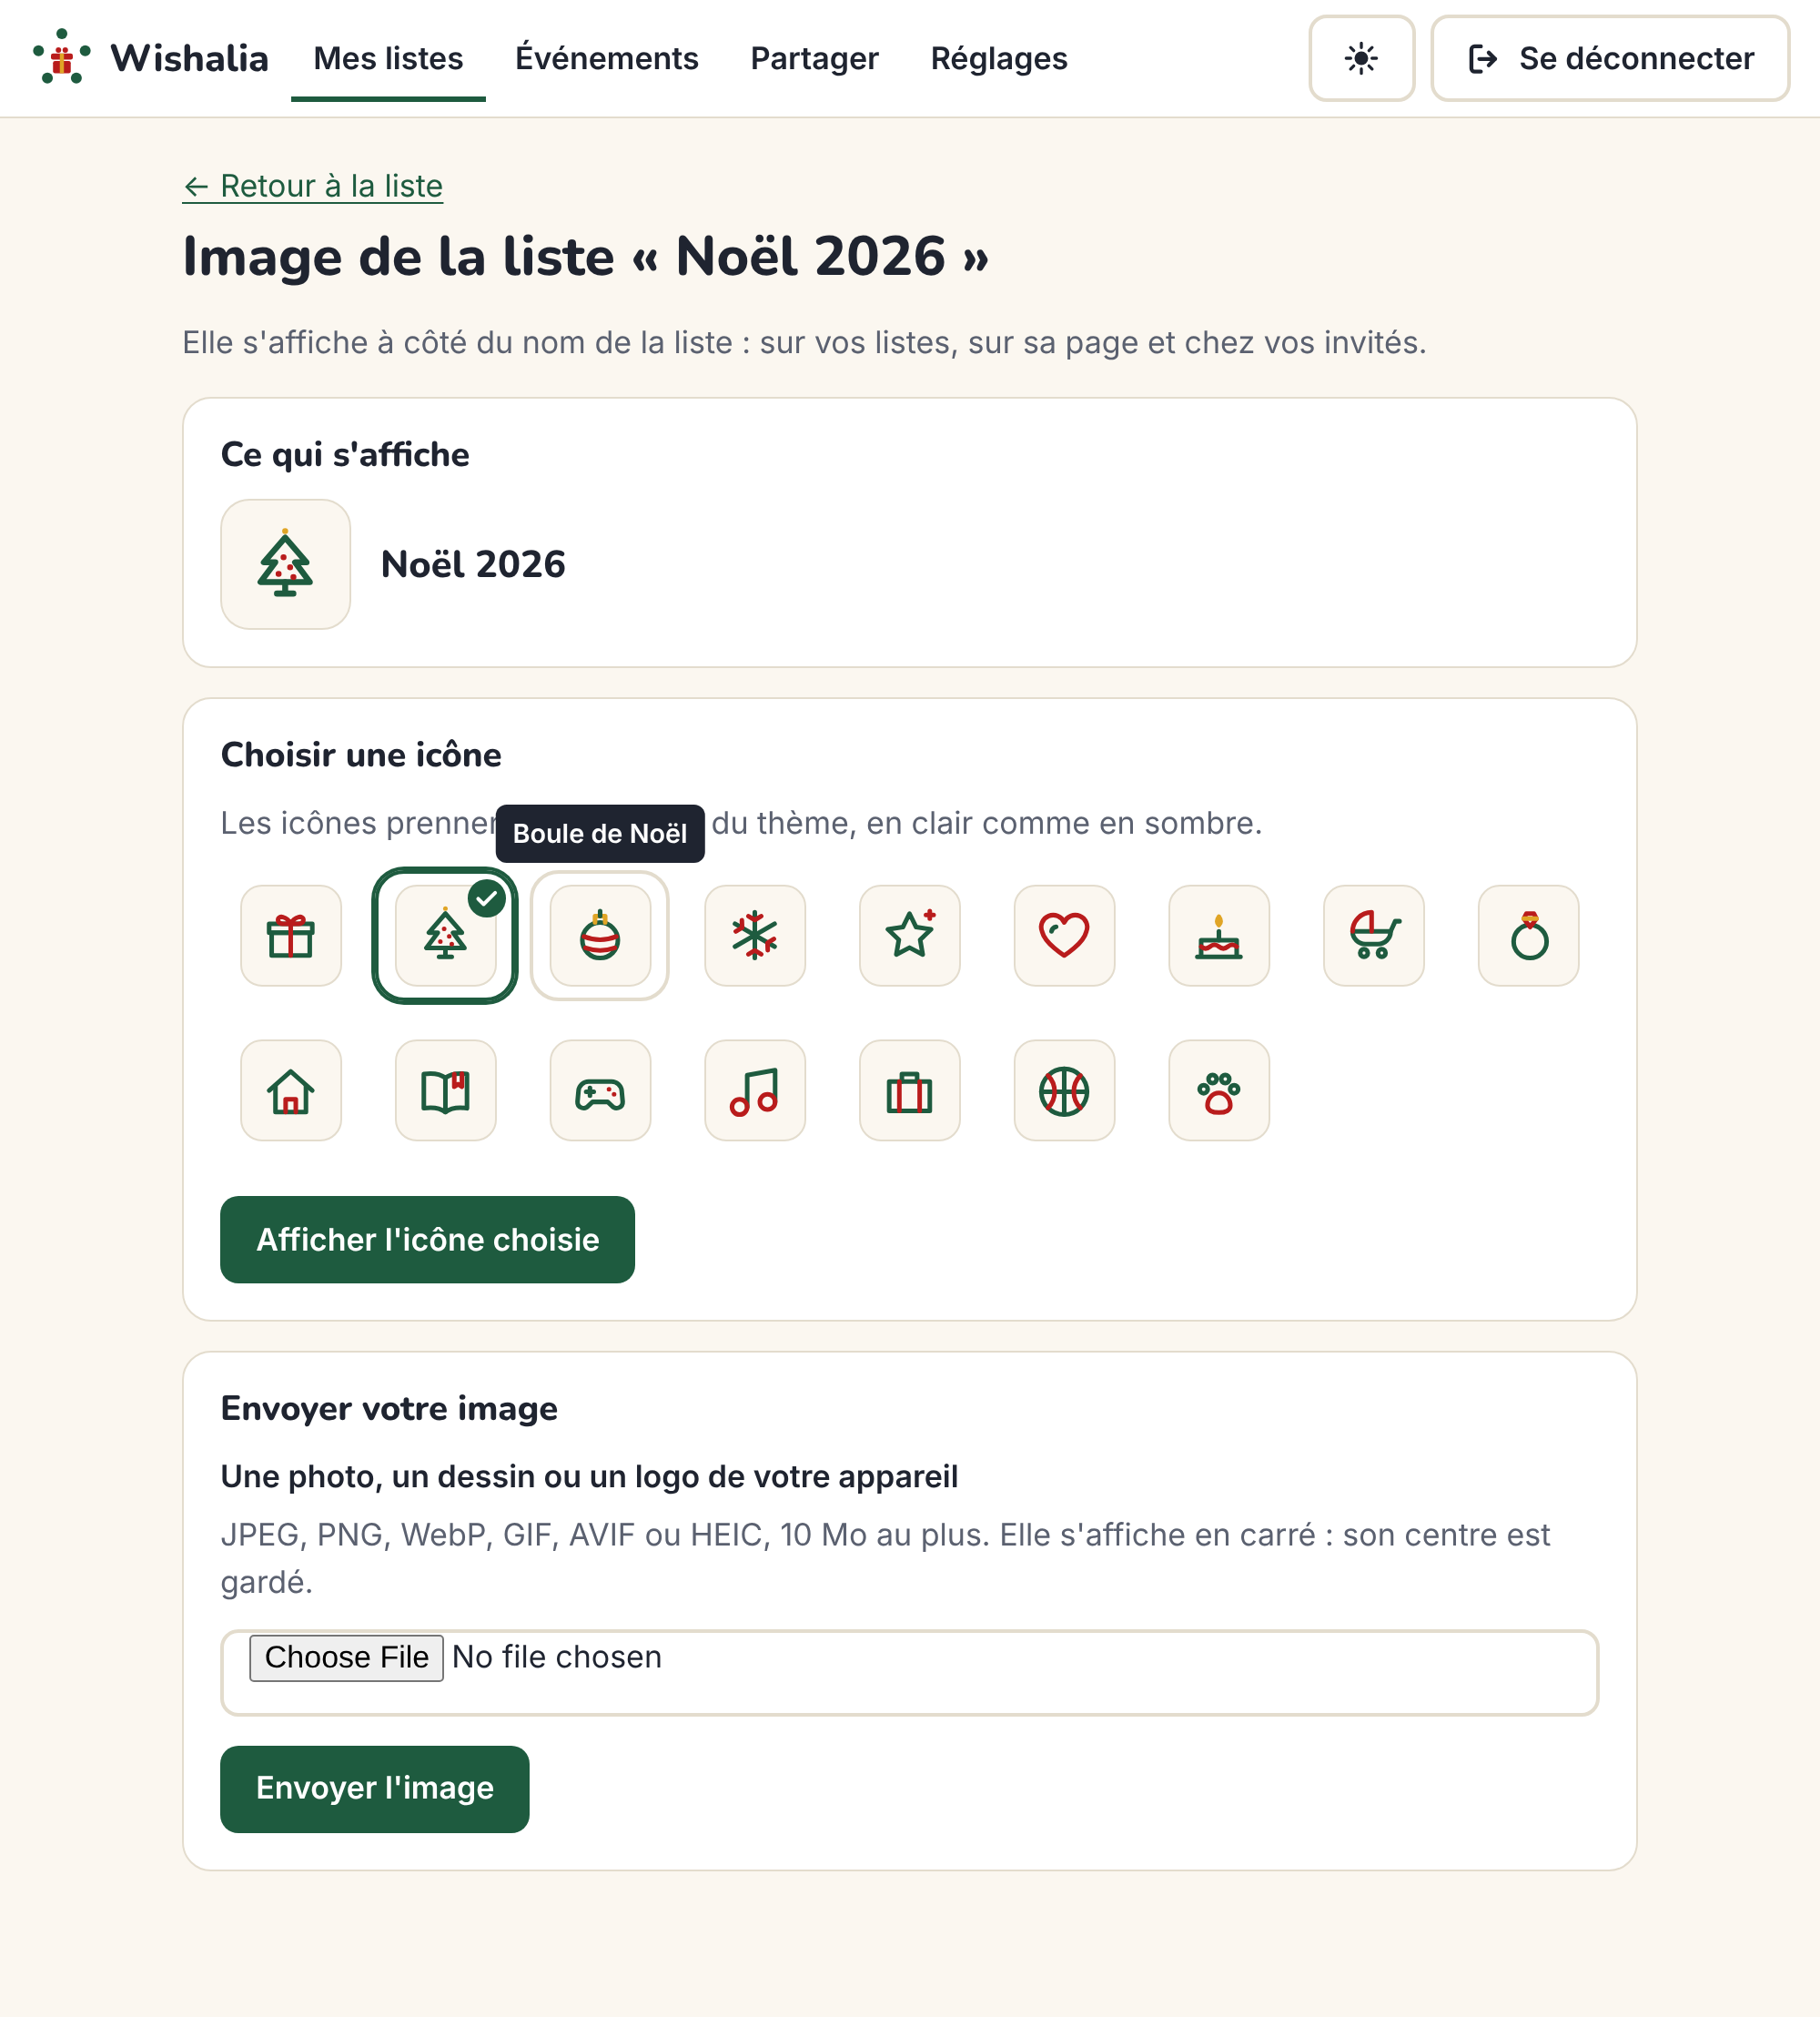 Wishalia
Mes listes
Événements
Partager
Réglages
Se déconnecter
← Retour à la liste
Image de la liste « Noël 2026 »
Elle s'affiche à côté du nom de la liste : sur vos listes, sur sa page et chez vos invités.
Ce qui s'affiche
Noël 2026
Choisir une icône
Les icônes du thème, en clair comme en sombre.
Boule de Noël
Afficher l'icône choisie
Envoyer votre image
Une photo, un dessin ou un logo de votre appareil
JPEG, PNG, WebP, GIF, AVIF ou HEIC, 10 Mo au plus. Elle s'affiche en carré : son centre est
gardé.
Choose File No file chosen
Envoyer l'image